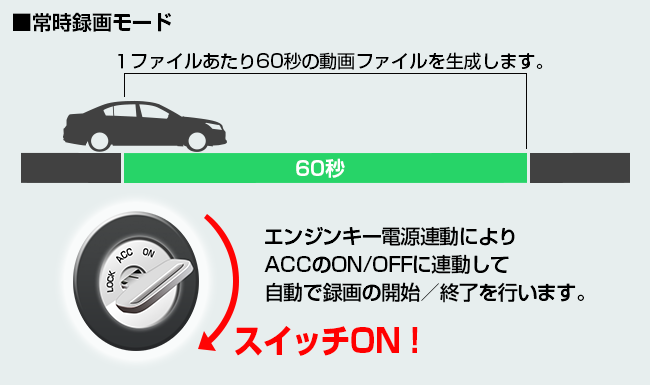 ■常時録画モード
1ファイルあたり60秒の動画ファイルを生成します。
60秒
LOCK ACC ON
エンジンキー電源連動により
ACCのON/OFFに連動して
自動で録画の開始／終了を行います。
スイッチON！